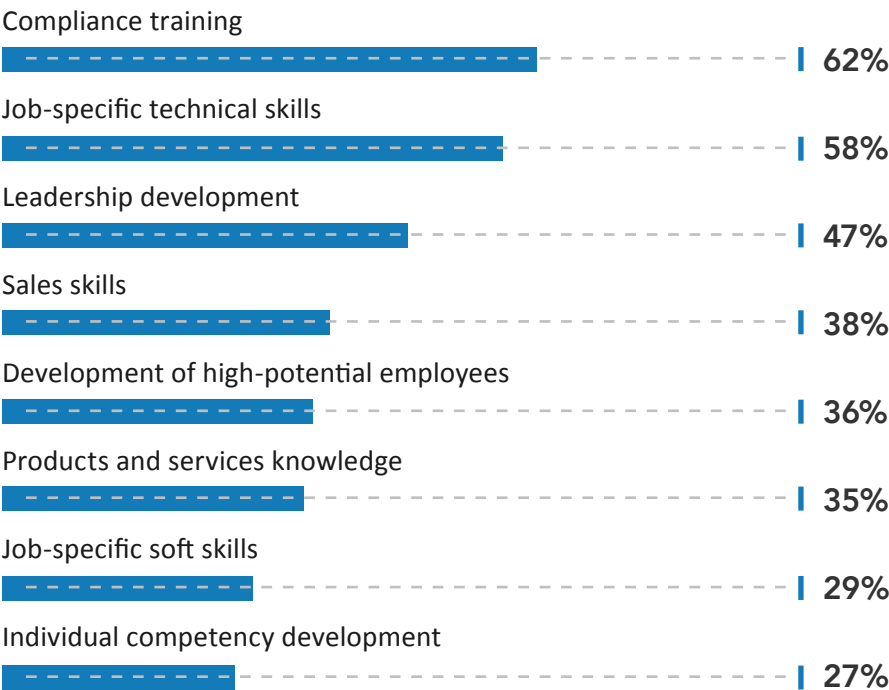 Compliance training
62%
Job-specific technical skills
58%
Leadership development
47%
Sales skills
38%
Development of high-potential employees
36%
Products and services knowledge
35%
Job-specific soft skills
29%
Individual competency development
27%